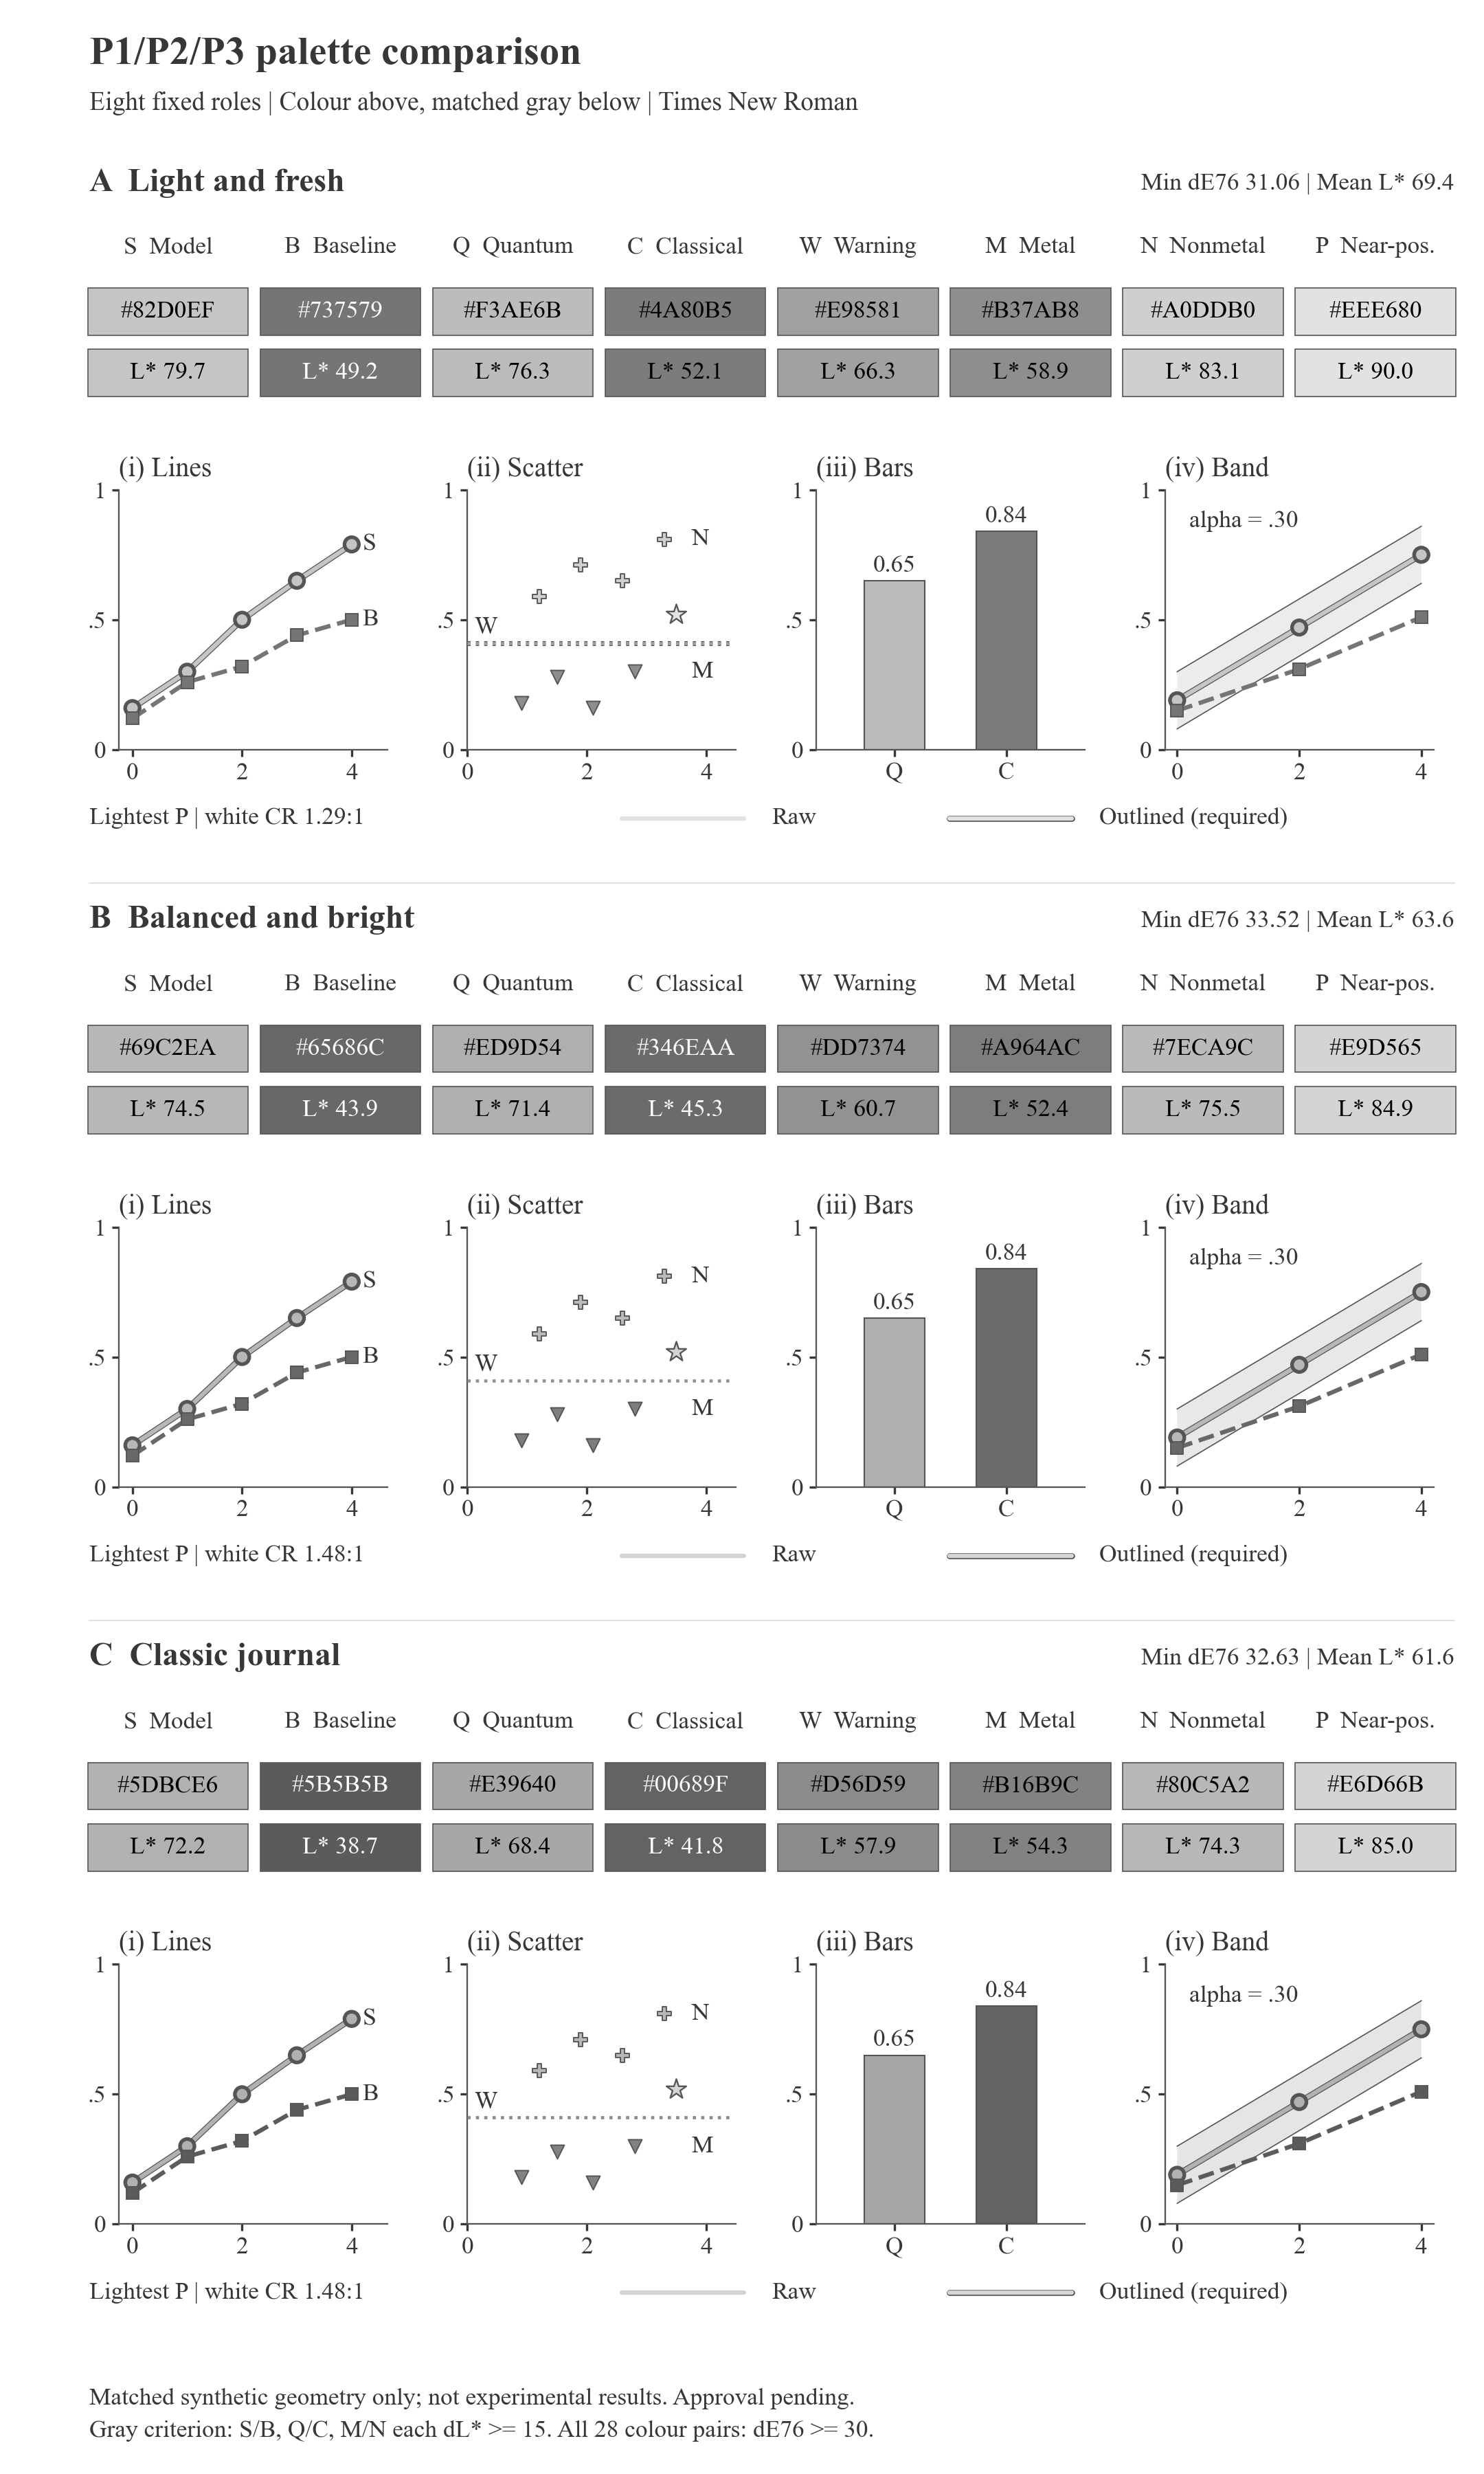 P1/P2/P3 palette comparison
Eight fixed roles | Colour above, matched gray below | Times New Roman
A Light and fresh
Min dE76 31.06 | Mean L* 69.4
S Model B Baseline Q Quantum C Classical W Warning M Metal N Nonmetal P Near-pos.
#82D0EF #737579 #F3AE6B #4A80B5 #E98581 #B37AB8 #A0DDB0 #EEE680
L* 79.7 L* 49.2 L* 76.3 L* 52.1 L* 66.3 L* 58.9 L* 83.1 L* 90.0
(i) Lines
1
.5
0
0 2 4
S
B
(ii) Scatter
1
.5
0
0 2 4
N
W
M
(iii) Bars
1
.5
0
0.65
0.84
Q C
(iv) Band
alpha = .30
1
.5
0
0 2 4
Lightest P | white CR 1.29:1
Raw
Outlined (required)
B Balanced and bright
Min dE76 33.52 | Mean L* 63.6
S Model B Baseline Q Quantum C Classical W Warning M Metal N Nonmetal P Near-pos.
#69C2EA #65686C #ED9D54 #346EAA #DD7374 #A964AC #7ECA9C #E9D565
L* 74.5 L* 43.9 L* 71.4 L* 45.3 L* 60.7 L* 52.4 L* 75.5 L* 84.9
(i) Lines
1
.5
0
0 2 4
S
B
(ii) Scatter
1
.5
0
0 2 4
N
W
M
(iii) Bars
1
.5
0
0.65
0.84
Q C
(iv) Band
alpha = .30
1
.5
0
0 2 4
Lightest P | white CR 1.48:1
Raw
Outlined (required)
C Classic journal
Min dE76 32.63 | Mean L* 61.6
S Model B Baseline Q Quantum C Classical W Warning M Metal N Nonmetal P Near-pos.
#5DBCE6 #5B5B5B #E39640 #00689F #D56D59 #B16B9C #80C5A2 #E6D66B
L* 72.2 L* 38.7 L* 68.4 L* 41.8 L* 57.9 L* 54.3 L* 74.3 L* 85.0
(i) Lines
1
.5
0
0 2 4
S
B
(ii) Scatter
1
.5
0
0 2 4
N
W
M
(iii) Bars
1
.5
0
0.65
0.84
Q C
(iv) Band
alpha = .30
1
.5
0
0 2 4
Lightest P | white CR 1.48:1
Raw
Outlined (required)
Matched synthetic geometry only; not experimental results. Approval pending.
Gray criterion: S/B, Q/C, M/N each dL* >= 15. All 28 colour pairs: dE76 >= 30.